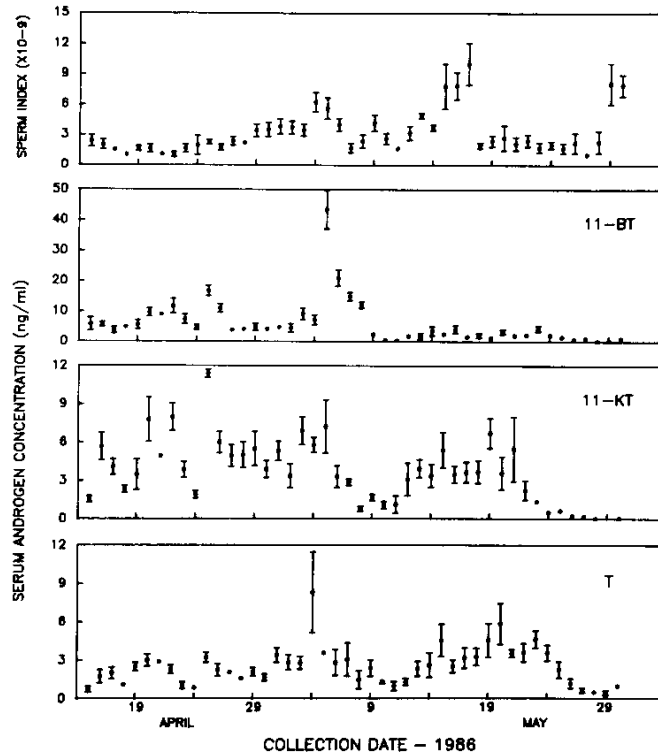 SPERM INDEX (X10-9)
15
12
9
6
3
0
SERUM ANDROGEN CONCENTRATION (ng/ml)
50
40
30
20
10
0
11-BT
12
9
6
3
0
11-KT
12
9
6
3
0
T
19 29 9 19 29
APRIL MAY
COLLECTION DATE - 1986